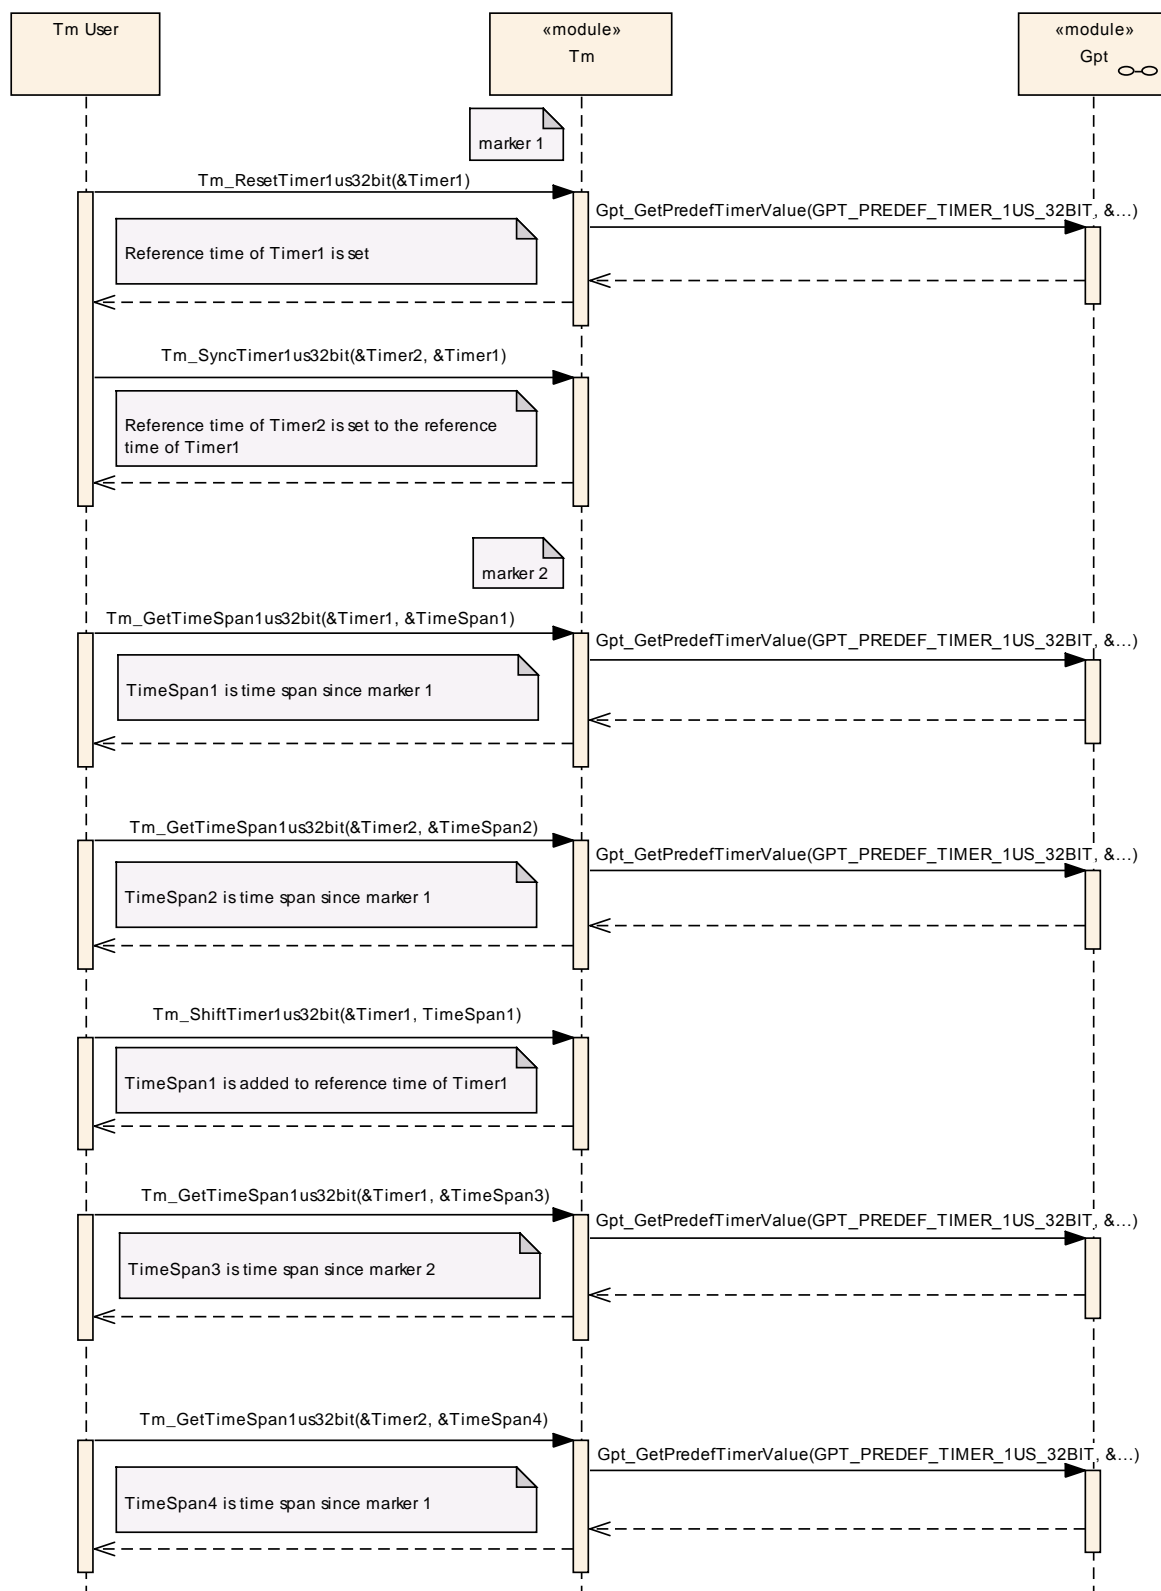 Tm User
«module»
Tm
«module»
Gpt
marker 1
Tm_ResetTimer1us32bit(&Timer1)
Gpt_GetPredefTimerValue(GPT_PREDEF_TIMER_1US_32BIT, &...)
Reference time of Timer1 is set
Tm_SyncTimer1us32bit(&Timer2, &Timer1)
Reference time of Timer2 is set to the reference
time of Timer1
marker 2
Tm_GetTimeSpan1us32bit(&Timer1, &TimeSpan1)
Gpt_GetPredefTimerValue(GPT_PREDEF_TIMER_1US_32BIT, &...)
TimeSpan1 is time span since marker 1
Tm_GetTimeSpan1us32bit(&Timer2, &TimeSpan2)
Gpt_GetPredefTimerValue(GPT_PREDEF_TIMER_1US_32BIT, &...)
TimeSpan2 is time span since marker 1
Tm_ShiftTimer1us32bit(&Timer1, TimeSpan1)
TimeSpan1 is added to reference time of Timer1
Tm_GetTimeSpan1us32bit(&Timer1, &TimeSpan3)
Gpt_GetPredefTimerValue(GPT_PREDEF_TIMER_1US_32BIT, &...)
TimeSpan3 is time span since marker 2
Tm_GetTimeSpan1us32bit(&Timer2, &TimeSpan4)
Gpt_GetPredefTimerValue(GPT_PREDEF_TIMER_1US_32BIT, &...)
TimeSpan4 is time span since marker 1